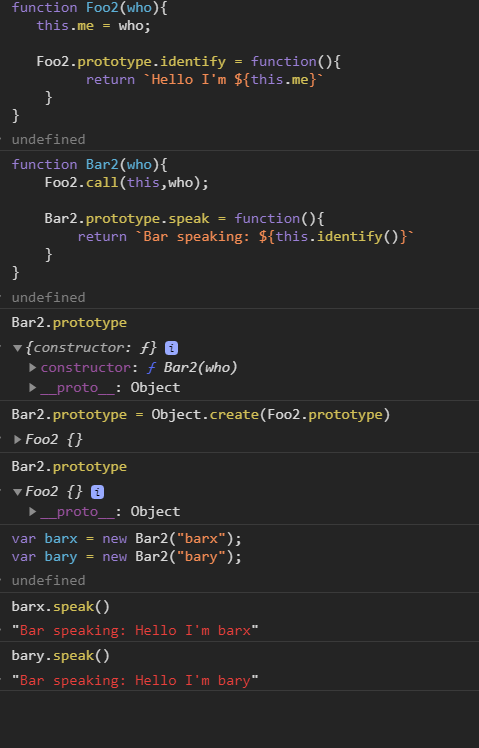 function Foo2(who){
this.me = who;
Foo2.prototype.identify = function(){
return `Hello I'm ${this.me}`
}
}
undefined
function Bar2(who){
Foo2.call(this,who);
Bar2.prototype.speak = function(){
return `Bar speaking: ${this.identify()}`
}
}
undefined
Bar2.prototype
▼{constructor: ƒ} i
▶constructor: ƒ Bar2(who)
▶__proto__: Object
Bar2.prototype = Object.create(Foo2.prototype)
▶Foo2 {}
Bar2.prototype
▼Foo2 {} i
▶__proto__: Object
var barx = new Bar2("barx");
var bary = new Bar2("bary");
undefined
barx.speak()
"Bar speaking: Hello I'm barx"
bary.speak()
"Bar speaking: Hello I'm bary"